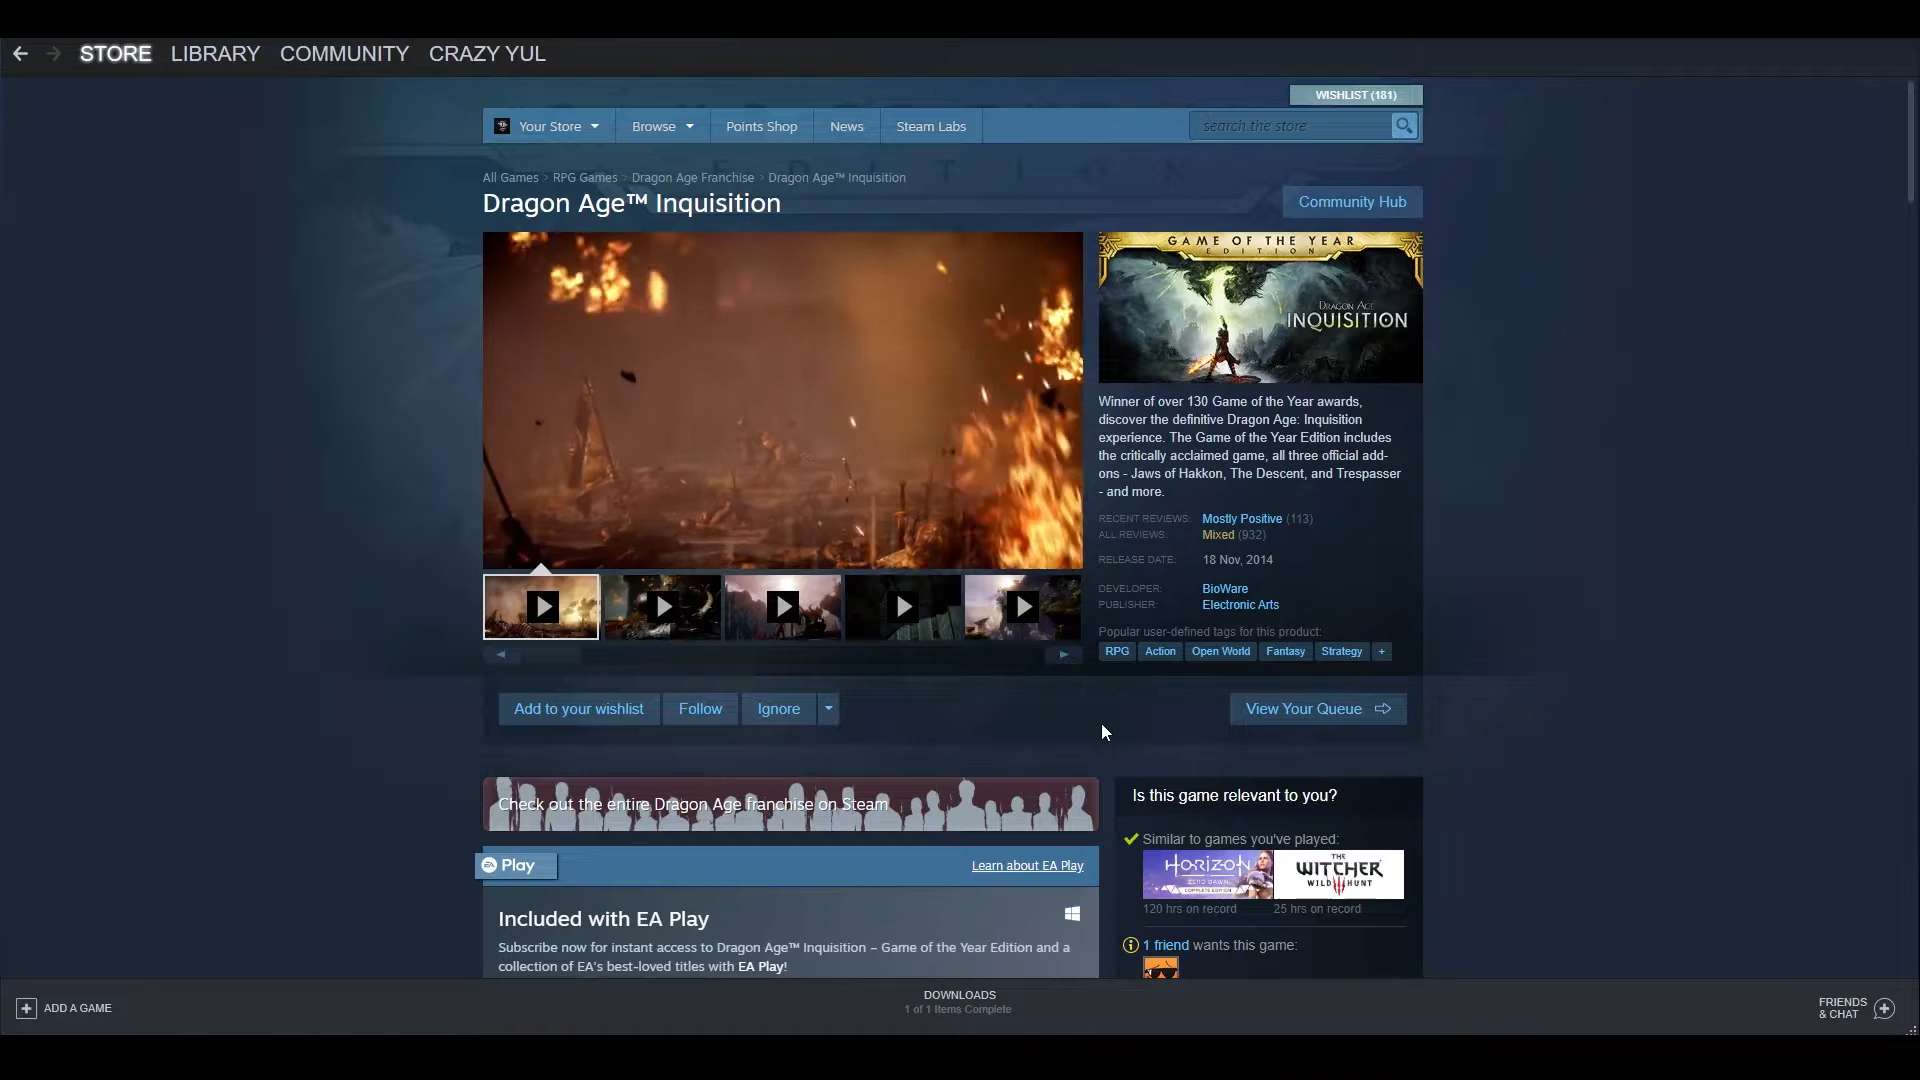 STORE LIBRARY COMMUNITY CRAZY YUL
WISHLIST (181)
Your Store Browse Points Shop News Steam Labs search the store
EDITION
All Games > RPG Games > Dragon Age Franchise > Dragon Age™ Inquisition
Dragon Age™ Inquisition
Community Hub
GAME OF THE YEAR
EDITION
DRAGON AGE
INQUISITION
Winner of over 130 Game of the Year awards,
discover the definitive Dragon Age: Inquisition
experience. The Game of the Year Edition includes
the critically acclaimed game, all three official add-
ons - Jaws of Hakkon, The Descent, and Trespasser
- and more.
RECENT REVIEWS: Mostly Positive (113)
ALL REVIEWS: Mixed (932)
RELEASE DATE: 18 Nov, 2014
DEVELOPER: BioWare
PUBLISHER: Electronic Arts
Popular user-defined tags for this product:
RPG Action Open World Fantasy Strategy +
Add to your wishlist Follow Ignore View Your Queue
Check out the entire Dragon Age franchise on Steam
Is this game relevant to you?
Similar to games you've played:
HORIZON
ZERO DAWN
COMPLETE EDITION
THE
WITCHER
WILD HUNT
120 hrs on record 25 hrs on record
1 friend wants this game:
EA Play Learn about EA Play
Included with EA Play
Subscribe now for instant access to Dragon Age™ Inquisition – Game of the Year Edition and a
collection of EA's best-loved titles with EA Play!
ADD A GAME
DOWNLOADS
1 of 1 Items Complete
FRIENDS
& CHAT